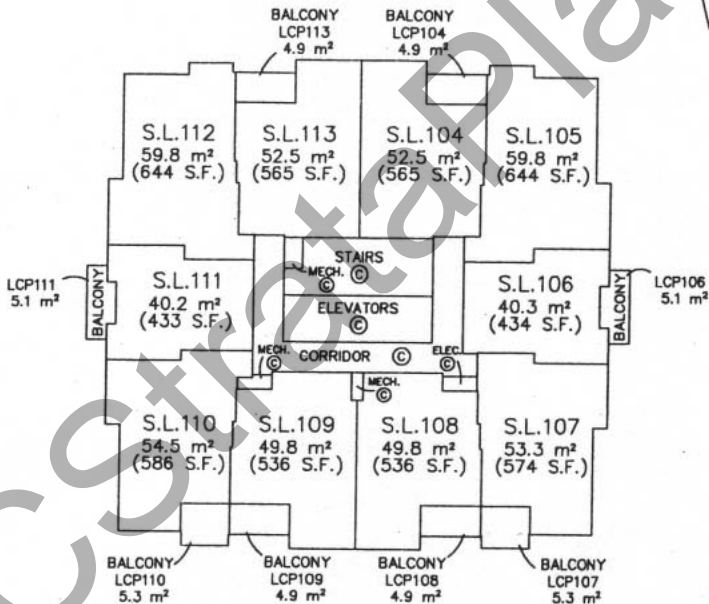 BALCONY
LCP113
4.9 m²
BALCONY
LCP104
4.9 m²
S.L.112
59.8 m²
(644 S.F.)
S.L.113
52.5 m²
(565 S.F.)
S.L.104
52.5 m²
(565 S.F.)
S.L.105
59.8 m²
(644 S.F.)
STAIRS
©
MECH.
©
ELEVATORS
©
LCP111
5.1 m²
BALCONY
S.L.111
40.2 m²
(433 S.F.)
S.L.106
40.3 m²
(434 S.F.)
BALCONY
LCP106
5.1 m²
MECH.
©
CORRIDOR ©
ELEC.
©
MECH.
©
S.L.110
54.5 m²
(586 S.F.)
S.L.109
49.8 m²
(536 S.F.)
S.L.108
49.8 m²
(536 S.F.)
S.L.107
53.3 m²
(574 S.F.)
BALCONY
LCP110
5.3 m²
BALCONY
LCP109
4.9 m²
BALCONY
LCP108
4.9 m²
BALCONY
LCP107
5.3 m²
CStrataPla